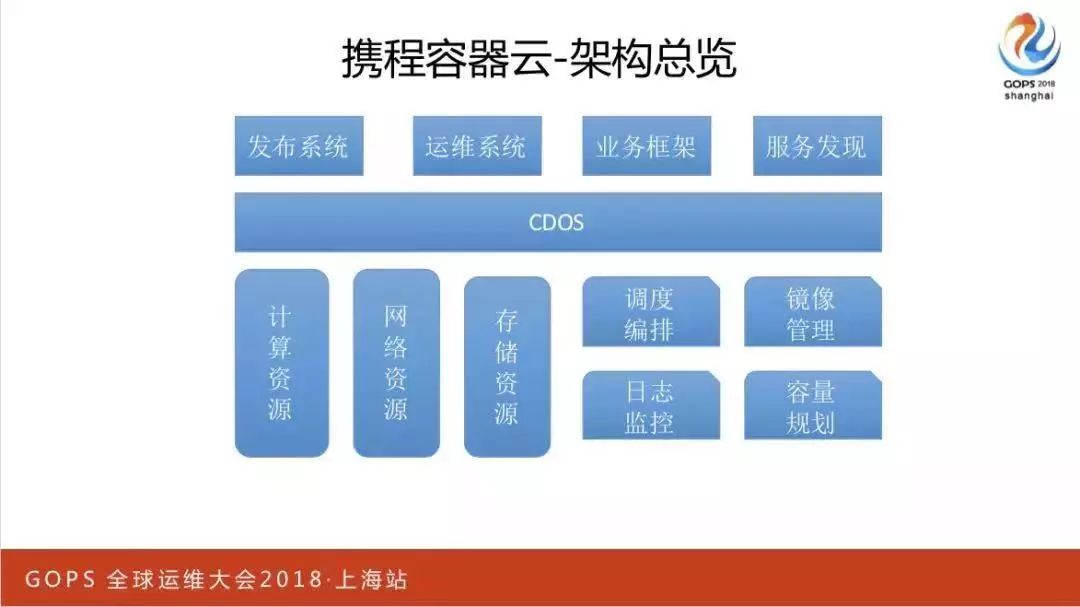 携程容器云-架构总览
GOPS 2018
shanghai
发布系统
运维系统
业务框架
服务发现
CDOS
计算资源
网络资源
存储资源
调度
编排
镜像
管理
日志
监控
容量
规划
GOPS 全球运维大会2018·上海站